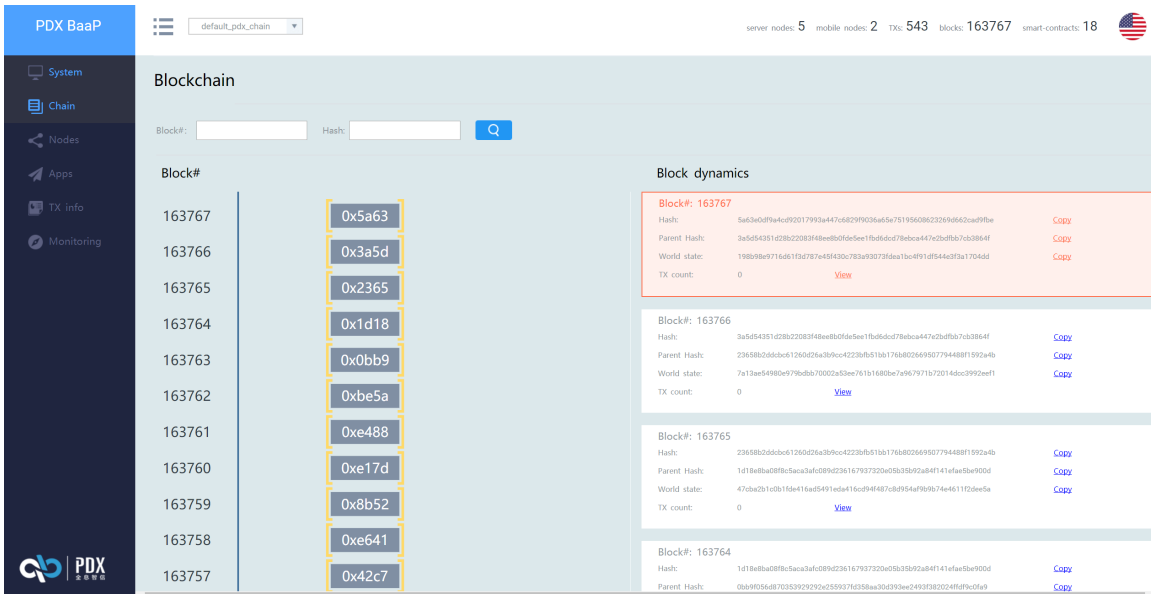 PDX BaaP
default_pdx_chain
server nodes: 5 mobile nodes: 2 TXs: 543 blocks: 163767 smart-contracts: 18
System
Chain
Nodes
Apps
TX info
Monitoring
PDX
全息智信
Blockchain
Block#: Hash:
Block#
163767 0x5a63
163766 0x3a5d
163765 0x2365
163764 0x1d18
163763 0x0bb9
163762 0xbe5a
163761 0xe488
163760 0xe17d
163759 0x8b52
163758 0xe641
163757 0x42c7
Block dynamics
Block#: 163767
Hash: 5a63e0df9a4cd92017993a447c6829f9036a65e75195608623269d662cad9fbe Copy
Parent Hash: 3a5d54351d28b22083f48ee8b0fde5ee1fbd6dcd78ebca447e2bdfbb7cb3864f Copy
World state: 198b98e9716d61f3d787e45f430c783a93073fdea1bc4f91df544e3f3a1704dd Copy
TX count: 0 View
Block#: 163766
Hash: 3a5d54351d28b22083f48ee8b0fde5ee1fbd6dcd78ebca447e2bdfbb7cb3864f Copy
Parent Hash: 23658b2ddcbc61260d26a3b9cc4223bfb51bb176b802669507794488f1592a4b Copy
World state: 7a13ae54980e979bdbb70002a53ee761b1680be7a967971b72014dcc3992eef1 Copy
TX count: 0 View
Block#: 163765
Hash: 23658b2ddcbc61260d26a3b9cc4223bfb51bb176b802669507794488f1592a4b Copy
Parent Hash: 1d18e8ba08f8c5aca3afc089d236167937320e05b35b92a84f141efae5be900d Copy
World state: 47cba2b1c0b1fde416ad5491eda416cd94f487c8d954af9b9b74e4611f2dee5a Copy
TX count: 0 View
Block#: 163764
Hash: 1d18e8ba08f8c5aca3afc089d236167937320e05b35b92a84f141efae5be900d Copy
Parent Hash: 0bb9f056d870353929292e255937fd358aa30d393ee2493f382024ffdf9c0fa9 Copy